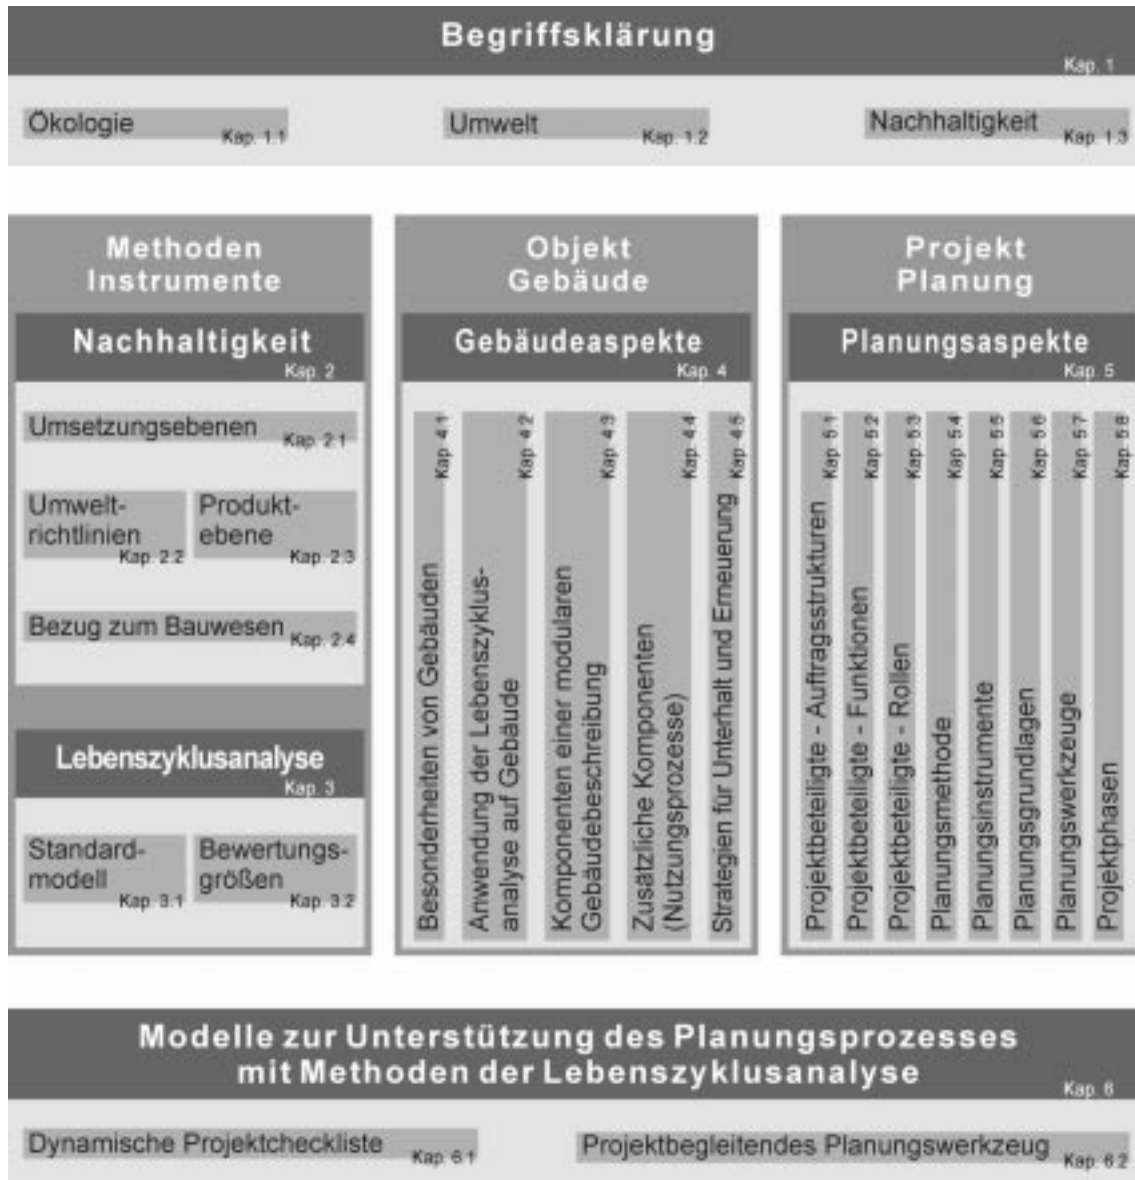 Begriffsklärung
Kap. 1
Ökologie
Kap. 1.1
Umwelt
Kap. 1.2
Nachhaltigkeit
Kap. 1.3
Methoden
Instrumente
Nachhaltigkeit
Kap. 2
Umsetzungsebenen
Kap. 2.1
Umwelt-
richtlinien
Kap. 2.2
Produkt-
ebene
Kap. 2.3
Bezug zum Bauwesen
Kap. 2.4
Lebenszyklusanalyse
Kap. 3
Standard-
modell
Kap. 3.1
Bewertungs-
größen
Kap. 3.2
Objekt
Gebäude
Gebäudeaspekte
Kap. 4
Besonderheiten von Gebäuden
Kap. 4.1
Anwendung der Lebenszyklus-
analyse auf Gebäude
Kap. 4.2
Komponenten einer modularen
Gebäudebeschreibung
Kap. 4.3
Zusätzliche Komponenten
(Nutzungsprozesse)
Kap. 4.4
Strategien für Unterhalt und Erneuerung
Kap. 4.5
Projekt
Planung
Planungsaspekte
Kap. 5
Projektbeteiligte - Auftragsstrukturen
Kap. 5.1
Projektbeteiligte - Funktionen
Kap. 5.2
Projektbeteiligte - Rollen
Kap. 5.3
Planungsmethode
Kap. 5.4
Planungsinstrumente
Kap. 5.5
Planungsgrundlagen
Kap. 5.6
Planungswerkzeuge
Kap. 5.7
Projektphasen
Kap. 5.8
Modelle zur Unterstützung des Planungsprozesses
mit Methoden der Lebenszyklusanalyse
Kap. 6
Dynamische Projektcheckliste
Kap. 6.1
Projektbegleitendes Planungswerkzeug
Kap. 6.2